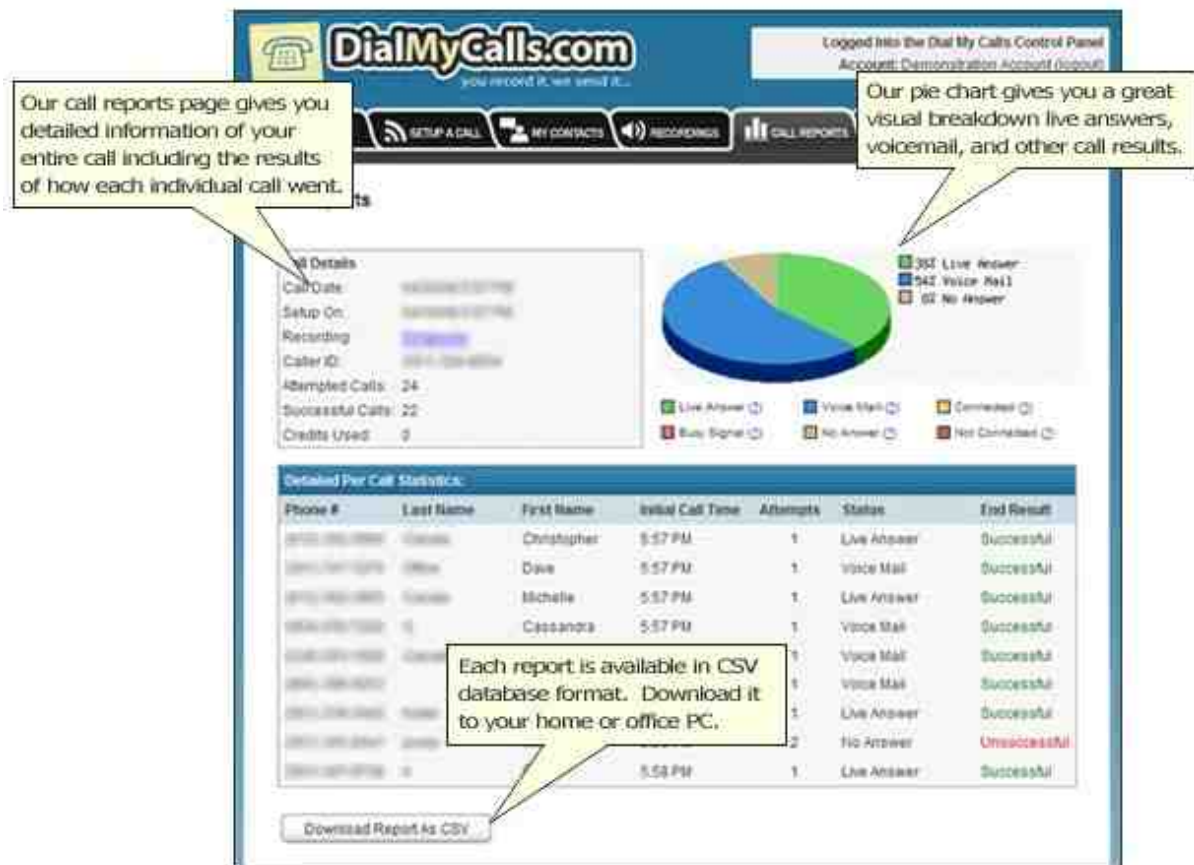 DialMyCalls.com
you record it, we send it...
Logged Into the Dial My Calls Control Panel
Account: Demonstration Account (logout)
Our call reports page gives you
detailed information of your
entire call including the results
of how each individual call went.
Our pie chart gives you a great
visual breakdown live answers,
voicemail, and other call results.
SETUP A CALL
MY CONTACTS
RECORDINGS
CALL REPORTS
Details
Call Date:
Setup On:
Recording:
Caller ID:
Attempted Calls: 24
Successful Calls: 22
Credits Used: 0
Live Answer
54% Voice Mail
No Answer
Live Answer (?) Voice Mail (?) Connected (?)
Busy Signal (?) No Answer (?) Not Connected (?)
Detailed Per Call Statistics:
Phone # Last Name First Name Initial Call Time Attempts Status End Result
Christopher 5:57 PM 1 Live Answer Successful
Dave 5:57 PM 1 Voice Mail Successful
Michelle 5:57 PM 1 Live Answer Successful
Cassandra 5:57 PM 1 Voice Mail Successful
1 Voice Mail Successful
1 Voice Mail Successful
1 Live Answer Successful
2 No Answer Unsuccessful
5:58 PM 1 Live Answer Successful
Each report is available in CSV
database format. Download it
to your home or office PC.
Download Report As CSV